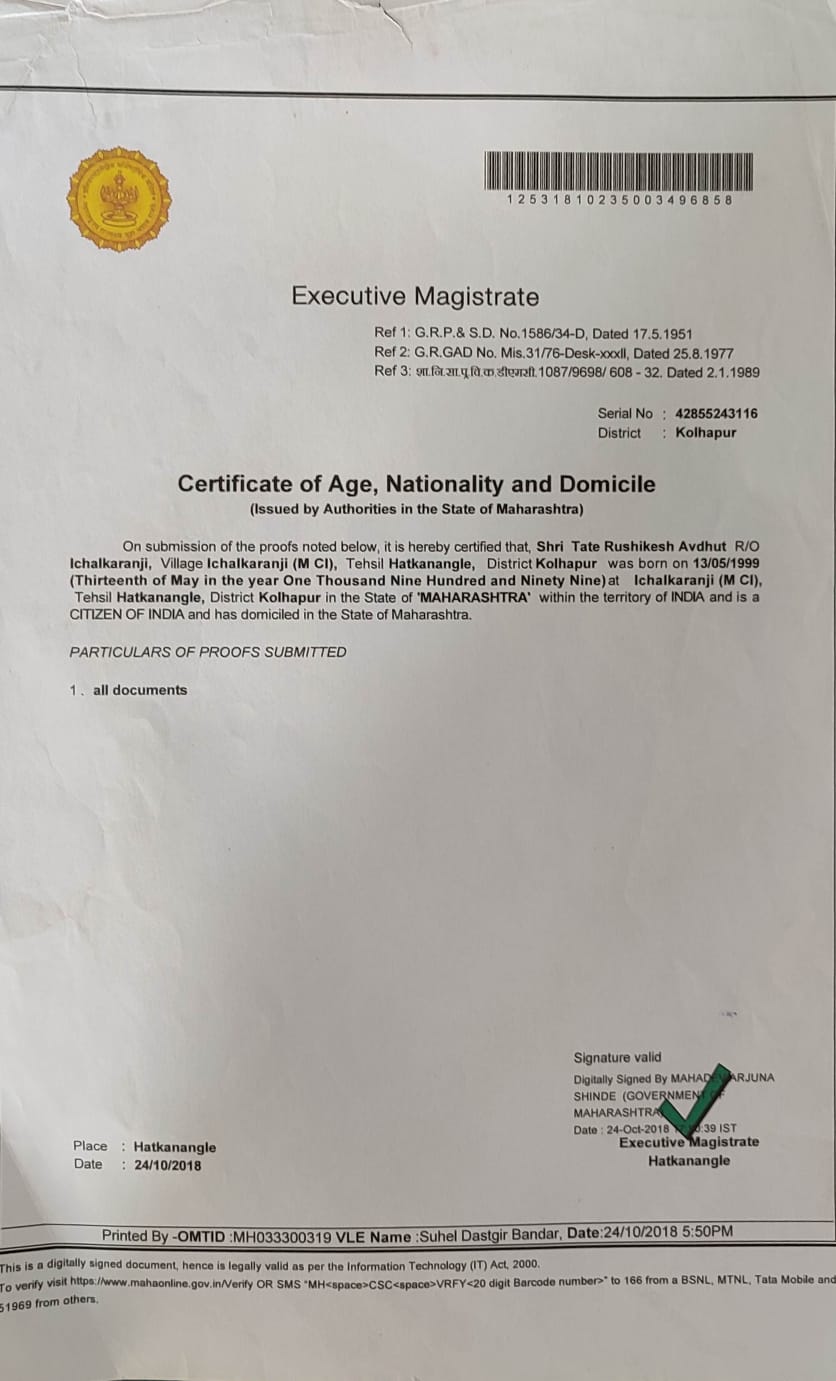 12531810235003496858
Executive Magistrate
Ref 1: G.R.P.& S.D. No.1586/34-D, Dated 17.5.1951
Ref 2: G.R.GAD No. Mis.31/76-Desk-xxxII, Dated 25.8.1977
Ref 3: शा.नि.सा.पू.वि.क्र.डीएमसी.1087/9698/ 608 - 32. Dated 2.1.1989
Serial No : 42855243116
District : Kolhapur
Certificate of Age, Nationality and Domicile
(Issued by Authorities in the State of Maharashtra)
On submission of the proofs noted below, it is hereby certified that, Shri Tate Rushikesh Avdhut R/O
Ichalkaranji, Village Ichalkaranji (M CI), Tehsil Hatkanangle, District Kolhapur was born on 13/05/1999
(Thirteenth of May in the year One Thousand Nine Hundred and Ninety Nine) at Ichalkaranji (M CI),
Tehsil Hatkanangle, District Kolhapur in the State of 'MAHARASHTRA' within the territory of INDIA and is a
CITIZEN OF INDIA and has domiciled in the State of Maharashtra.
PARTICULARS OF PROOFS SUBMITTED
1 . all documents
Signature valid
Digitally Signed By ARJUNA
SHINDE (GOVERNMENT OF
MAHARASHTRA)
Date : 24-Oct-2018 :39 IST
Executive Magistrate
Hatkanangle
Place : Hatkanangle
Date : 24/10/2018
Printed By -OMTID :MH033300319 VLE Name :Suhel Dastgir Bandar, Date:24/10/2018 5:50PM
This is a digitally signed document, hence is legally valid as per the Information Technology (IT) Act, 2000.
To verify visit https://www.mahaonline.gov.in/Verify OR SMS "MH<space>CSC<space>VRFY<20 digit Barcode number>" to 166 from a BSNL, MTNL, Tata Mobile and
51969 from others.